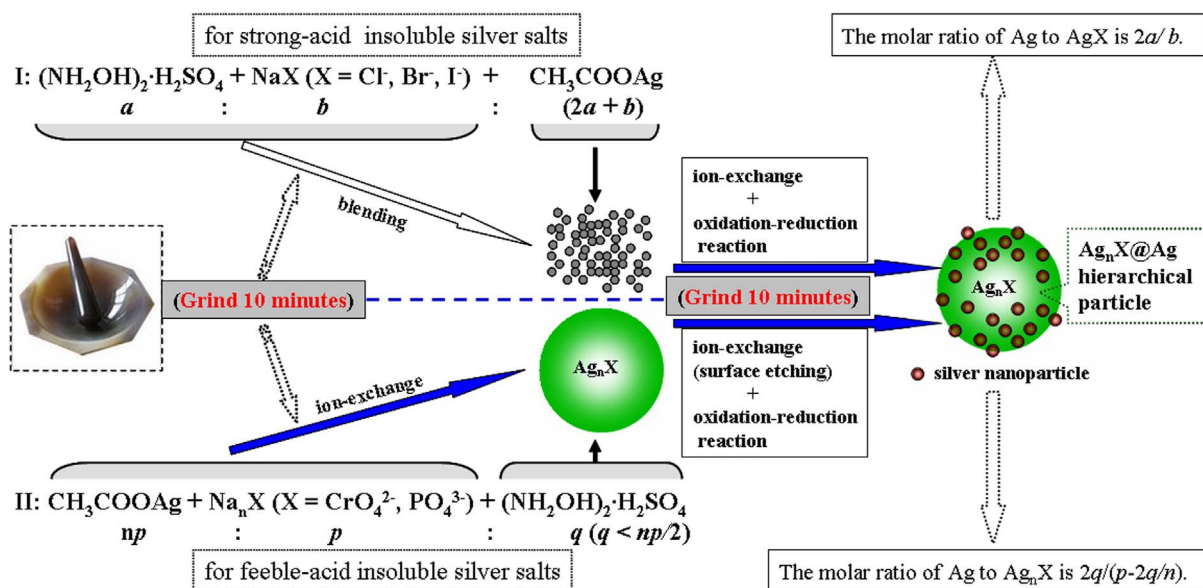 for strong-acid insoluble silver salts
The molar ratio of Ag to AgX is 2a/ b.
I: (NH₂OH)₂·H₂SO₄ + NaX (X = Cl⁻, Br⁻, I⁻) + CH₃COOAg
a : b : (2a + b)
blending
ion-exchange
+
oxidation-reduction
reaction
(Grind 10 minutes)
(Grind 10 minutes)
AgₙX
AgₙX@Ag
hierarchical
particle
AgₙX
silver nanoparticle
ion-exchange
ion-exchange
(surface etching)
+
oxidation-reduction
reaction
II: CH₃COOAg + NaₙX (X = CrO₄²⁻, PO₄³⁻) + (NH₂OH)₂·H₂SO₄
np : p : q (q < np/2)
for feeble-acid insoluble silver salts
The molar ratio of Ag to AgₙX is 2q/(p-2q/n).